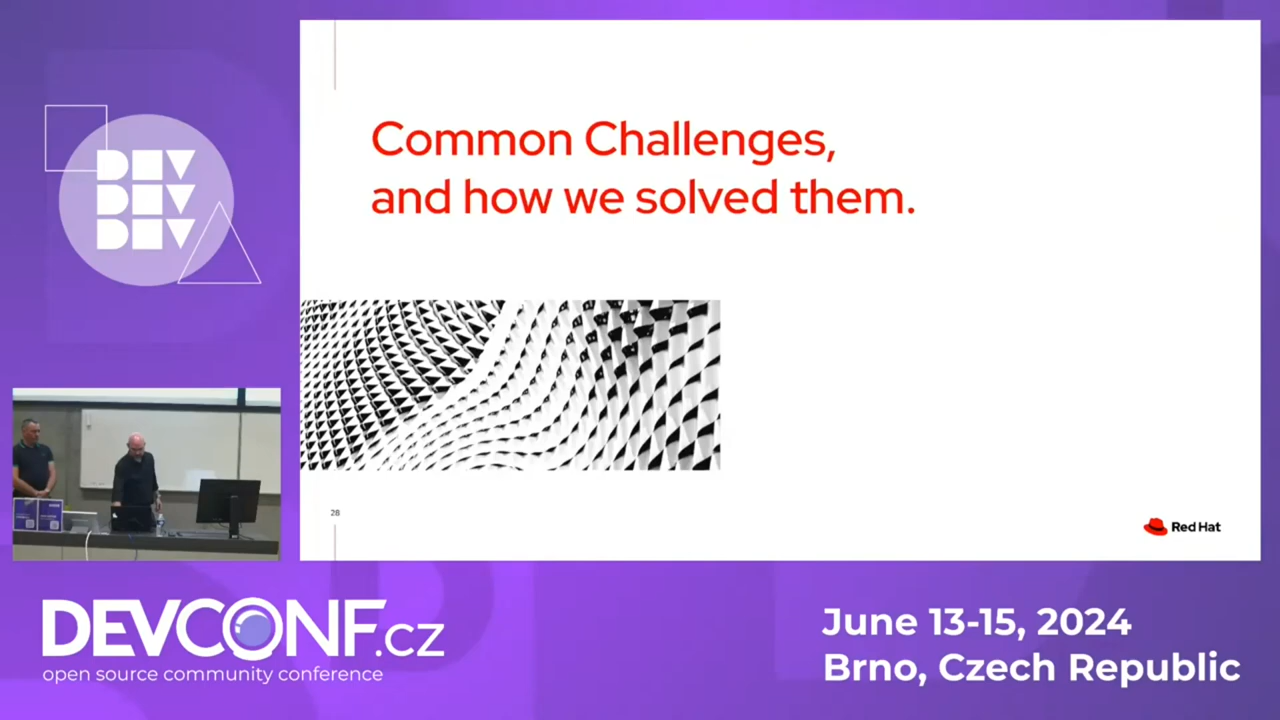 DEV
DEV
DEV
Common Challenges,
and how we solved them.
28
Red Hat
DEVCONF.cz
open source community conference
June 13-15, 2024
Brno, Czech Republic